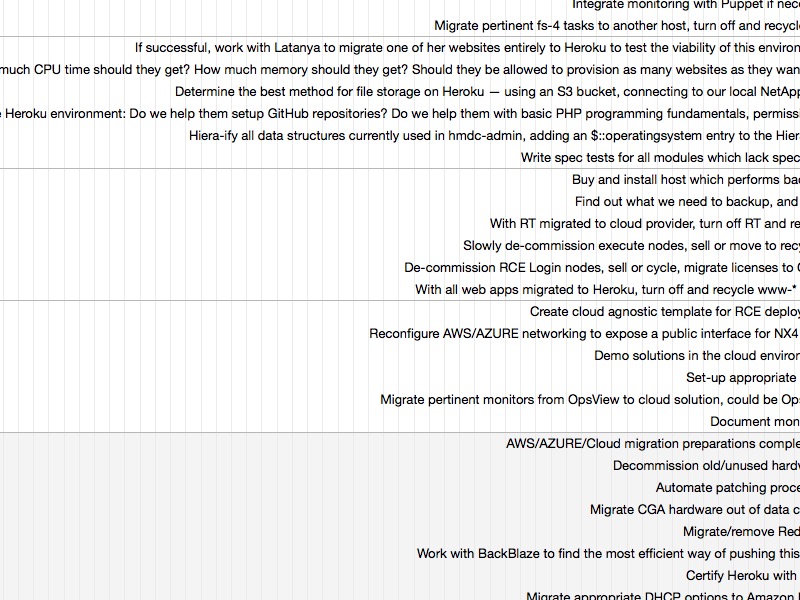 Integrate monitoring with Puppet if nec
Migrate pertinent fs-4 tasks to another host, turn off and recycl
If successful, work with Latanya to migrate one of her websites entirely to Heroku to test the viability of this environ
much CPU time should they get? How much memory should they get? Should they be allowed to provision as many websites as they wan
Determine the best method for file storage on Heroku — using an S3 bucket, connecting to our local NetApp
Heroku environment: Do we help them setup GitHub repositories? Do we help them with basic PHP programming fundamentals, permissi
Hiera-ify all data structures currently used in hmdc-admin, adding an $::operatingsystem entry to the Hier
Write spec tests for all modules which lack spec
Buy and install host which performs bac
Find out what we need to backup, and
With RT migrated to cloud provider, turn off RT and re
Slowly de-commission execute nodes, sell or move to recy
De-commission RCE Login nodes, sell or cycle, migrate licenses to
With all web apps migrated to Heroku, turn off and recycle www-*
Create cloud agnostic template for RCE deploy
Reconfigure AWS/AZURE networking to expose a public interface for NX4
Demo solutions in the cloud environ
Set-up appropriate
Migrate pertinent monitors from OpsView to cloud solution, could be Ops
Document mon
AWS/AZURE/Cloud migration preparations comple
Decommission old/unused hardw
Automate patching proce
Migrate CGA hardware out of data c
Migrate/remove Red
Work with BackBlaze to find the most efficient way of pushing this
Certify Heroku with
Migrate appropriate DHCP options to Amazon